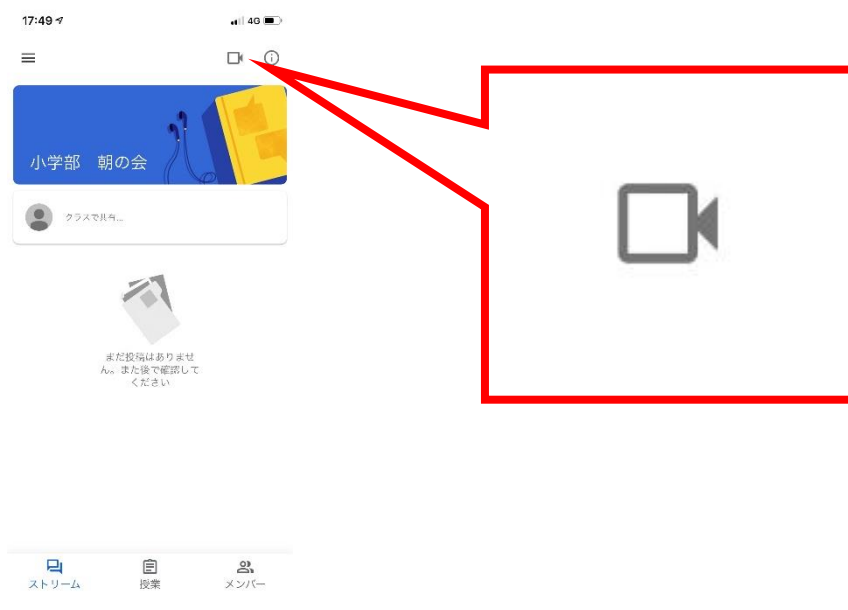 17:49
4G
小学部 朝の会
クラスで共有...
まだ投稿はありませ
ん。また後で確認して
ください
ストリーム
授業
メンバー